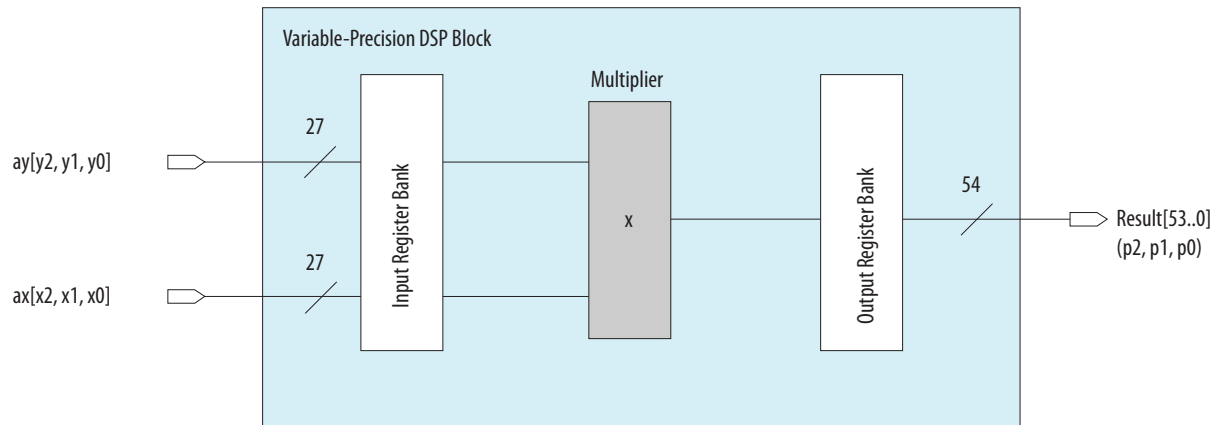 Variable-Precision DSP Block
Multiplier
27
ay[y2, y1, y0]
Input Register Bank
x
Output Register Bank
54
Result[53..0]
(p2, p1, p0)
27
ax[x2, x1, x0]